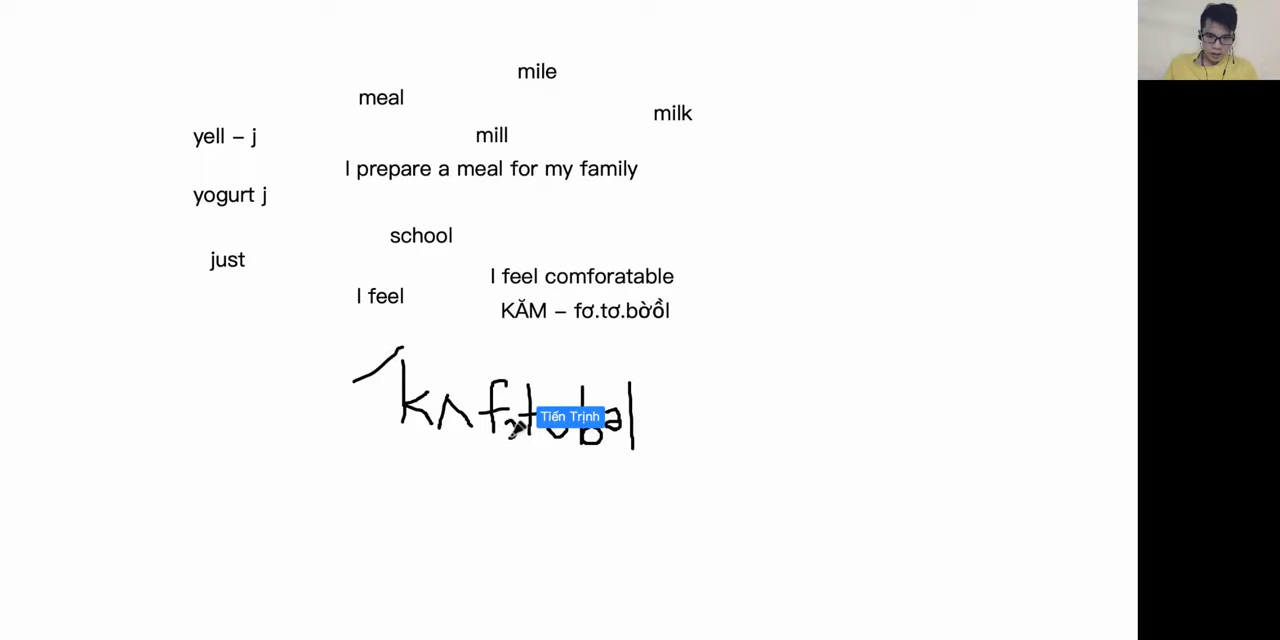 mile
meal
milk
yell – j
mill
I prepare a meal for my family
yogurt j
school
just
I feel comforatable
I feel
KĂM – fơ.tơ.bờồl
Tiến Trịnh